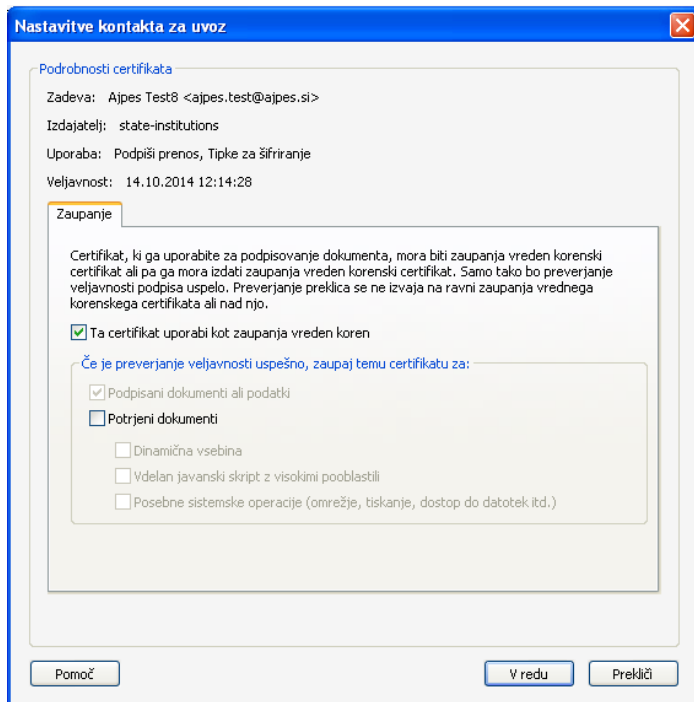 Nastavitve kontakta za uvoz
Podrobnosti certifikata
Zadeva: Ajpes Test8 <ajpes.test@ajpes.si>
Izdajatelj: state-institutions
Uporaba: Podpiši prenos, Tipke za šifriranje
Veljavnost: 14.10.2014 12:14:28
Zaupanje
Certifikat, ki ga uporabite za podpisovanje dokumenta, mora biti zaupanja vreden korenski
certifikat ali pa ga mora izdati zaupanja vreden korenski certifikat. Samo tako bo preverjanje
veljavnosti podpisa uspelo. Preverjanje preklica se ne izvaja na ravni zaupanja vrednega
korenskega certifikata ali nad njo.
Ta certifikat uporabi kot zaupanja vreden koren
Če je preverjanje veljavnosti uspešno, zaupaj temu certifikatu za:
Podpisani dokumenti ali podatki
Potrjeni dokumenti
Dinamična vsebina
Vdelan javanski skript z visokimi pooblastili
Posebne sistemske operacije (omrežje, tiskanje, dostop do datotek itd.)
Pomoč
V redu
Prekliči